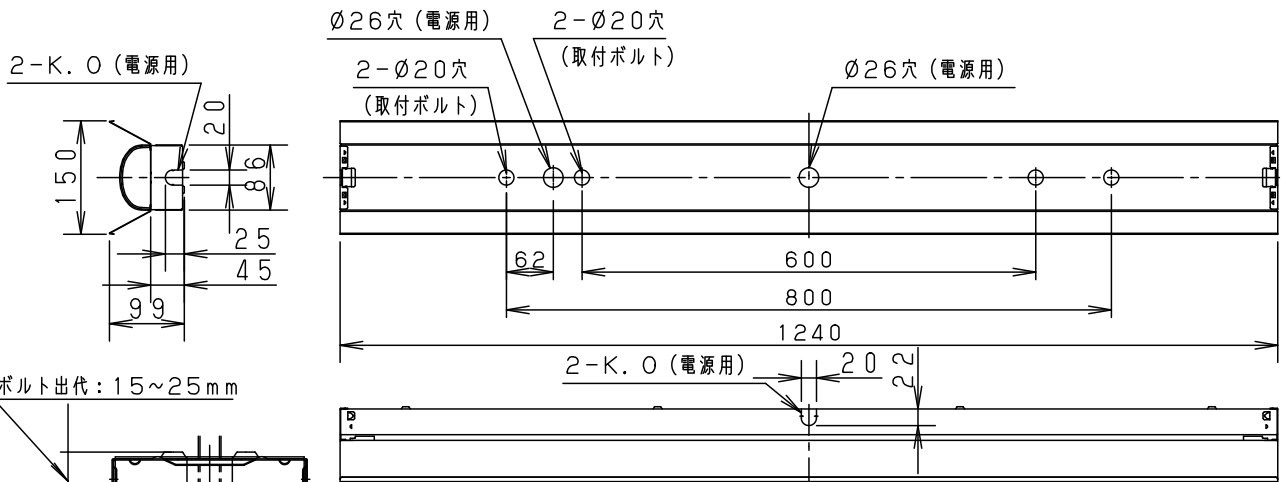 Ø26穴(電源用)
2-Ø20穴
(取付ボルト)
2-K.O(電源用)
2-Ø20穴
(取付ボルト)
Ø26穴(電源用)
20
150
86
25
45
99
62
600
800
1240
2-K.O(電源用)
20
22
ボルト出代:15~25mm